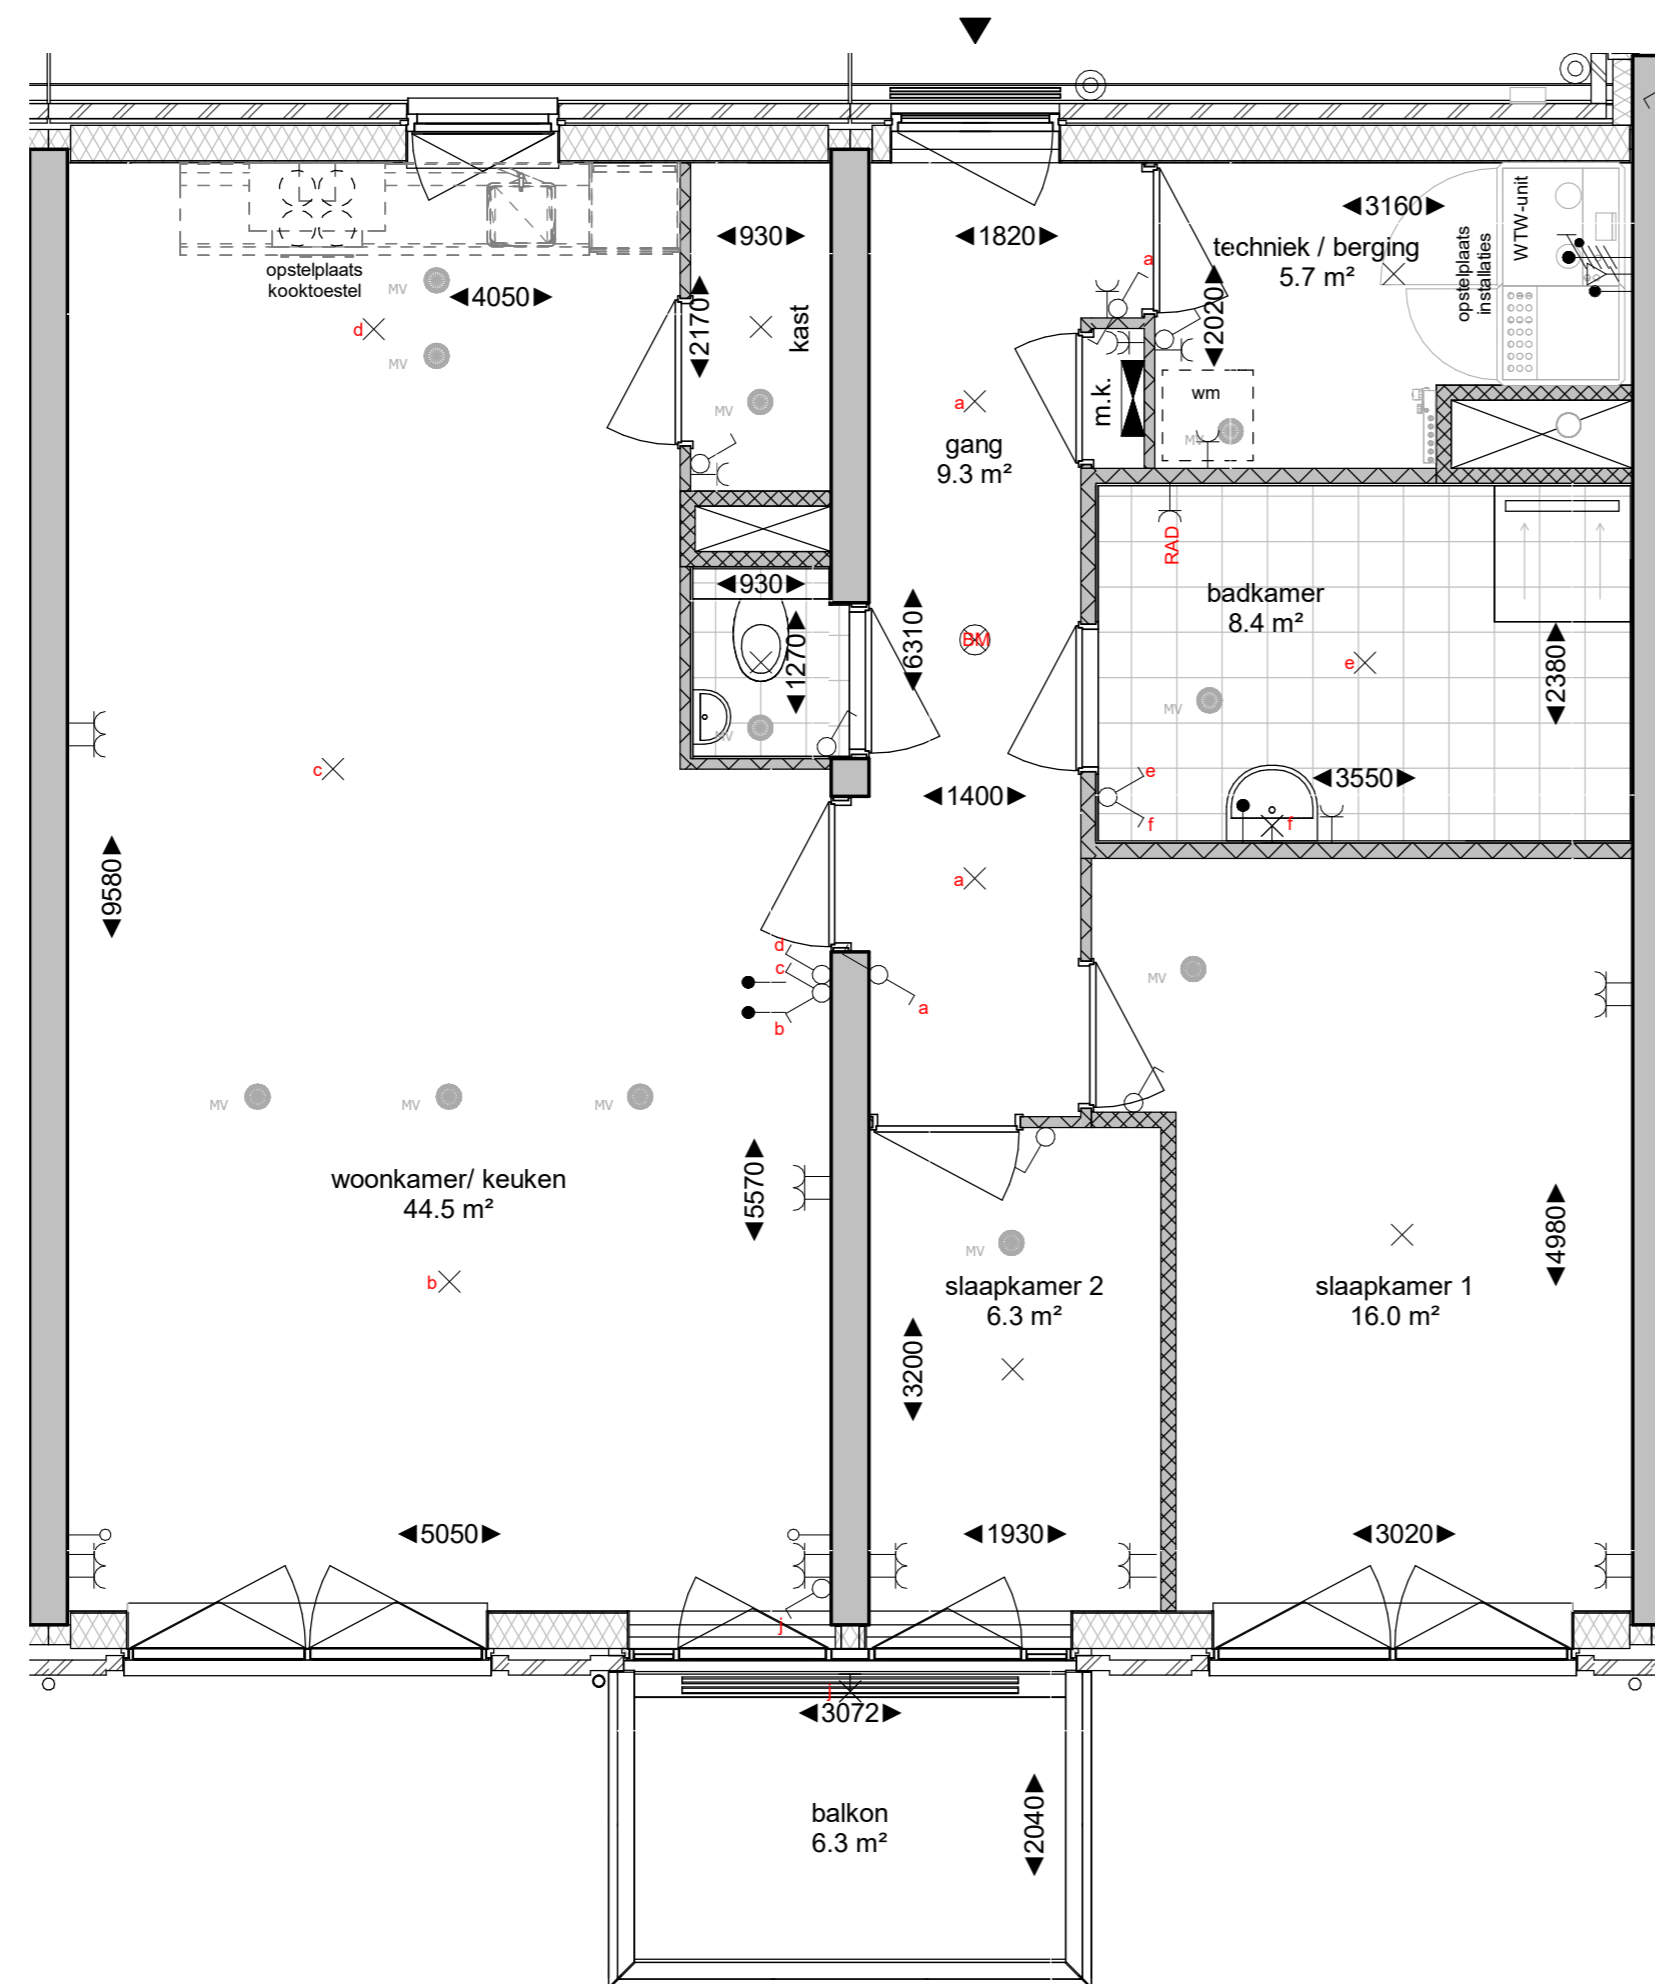 3160
WTW-unit
930
1820
techniek / berging
5.7 m²
opstelplaats
installaties
a
opstelplaats
kooktoestel
MV
4050
2170
kast
2020
d
MV
wm
m.k.
MV
a
MV
gang
9.3 m²
RAD
930
badkamer
8.4 m²
6310
BM
1270
2380
e
MV
MV
c
e
3550
1400
f
f
9580
a
d
c
MV
a
b
MV
MV
MV
woonkamer/ keuken
44.5 m²
5570
4980
MV
b
slaapkamer 2
6.3 m²
slaapkamer 1
16.0 m²
3200
5050
1930
3020
j
j
3072
balkon
6.3 m²
2040